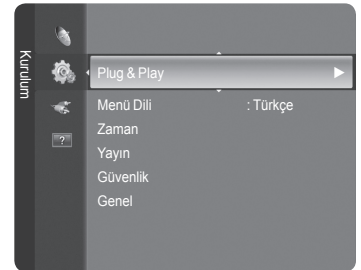 Kurulum
Plug & Play
Menü Dili : Türkçe
Zaman
Yayın
Güvenlik
Genel
?